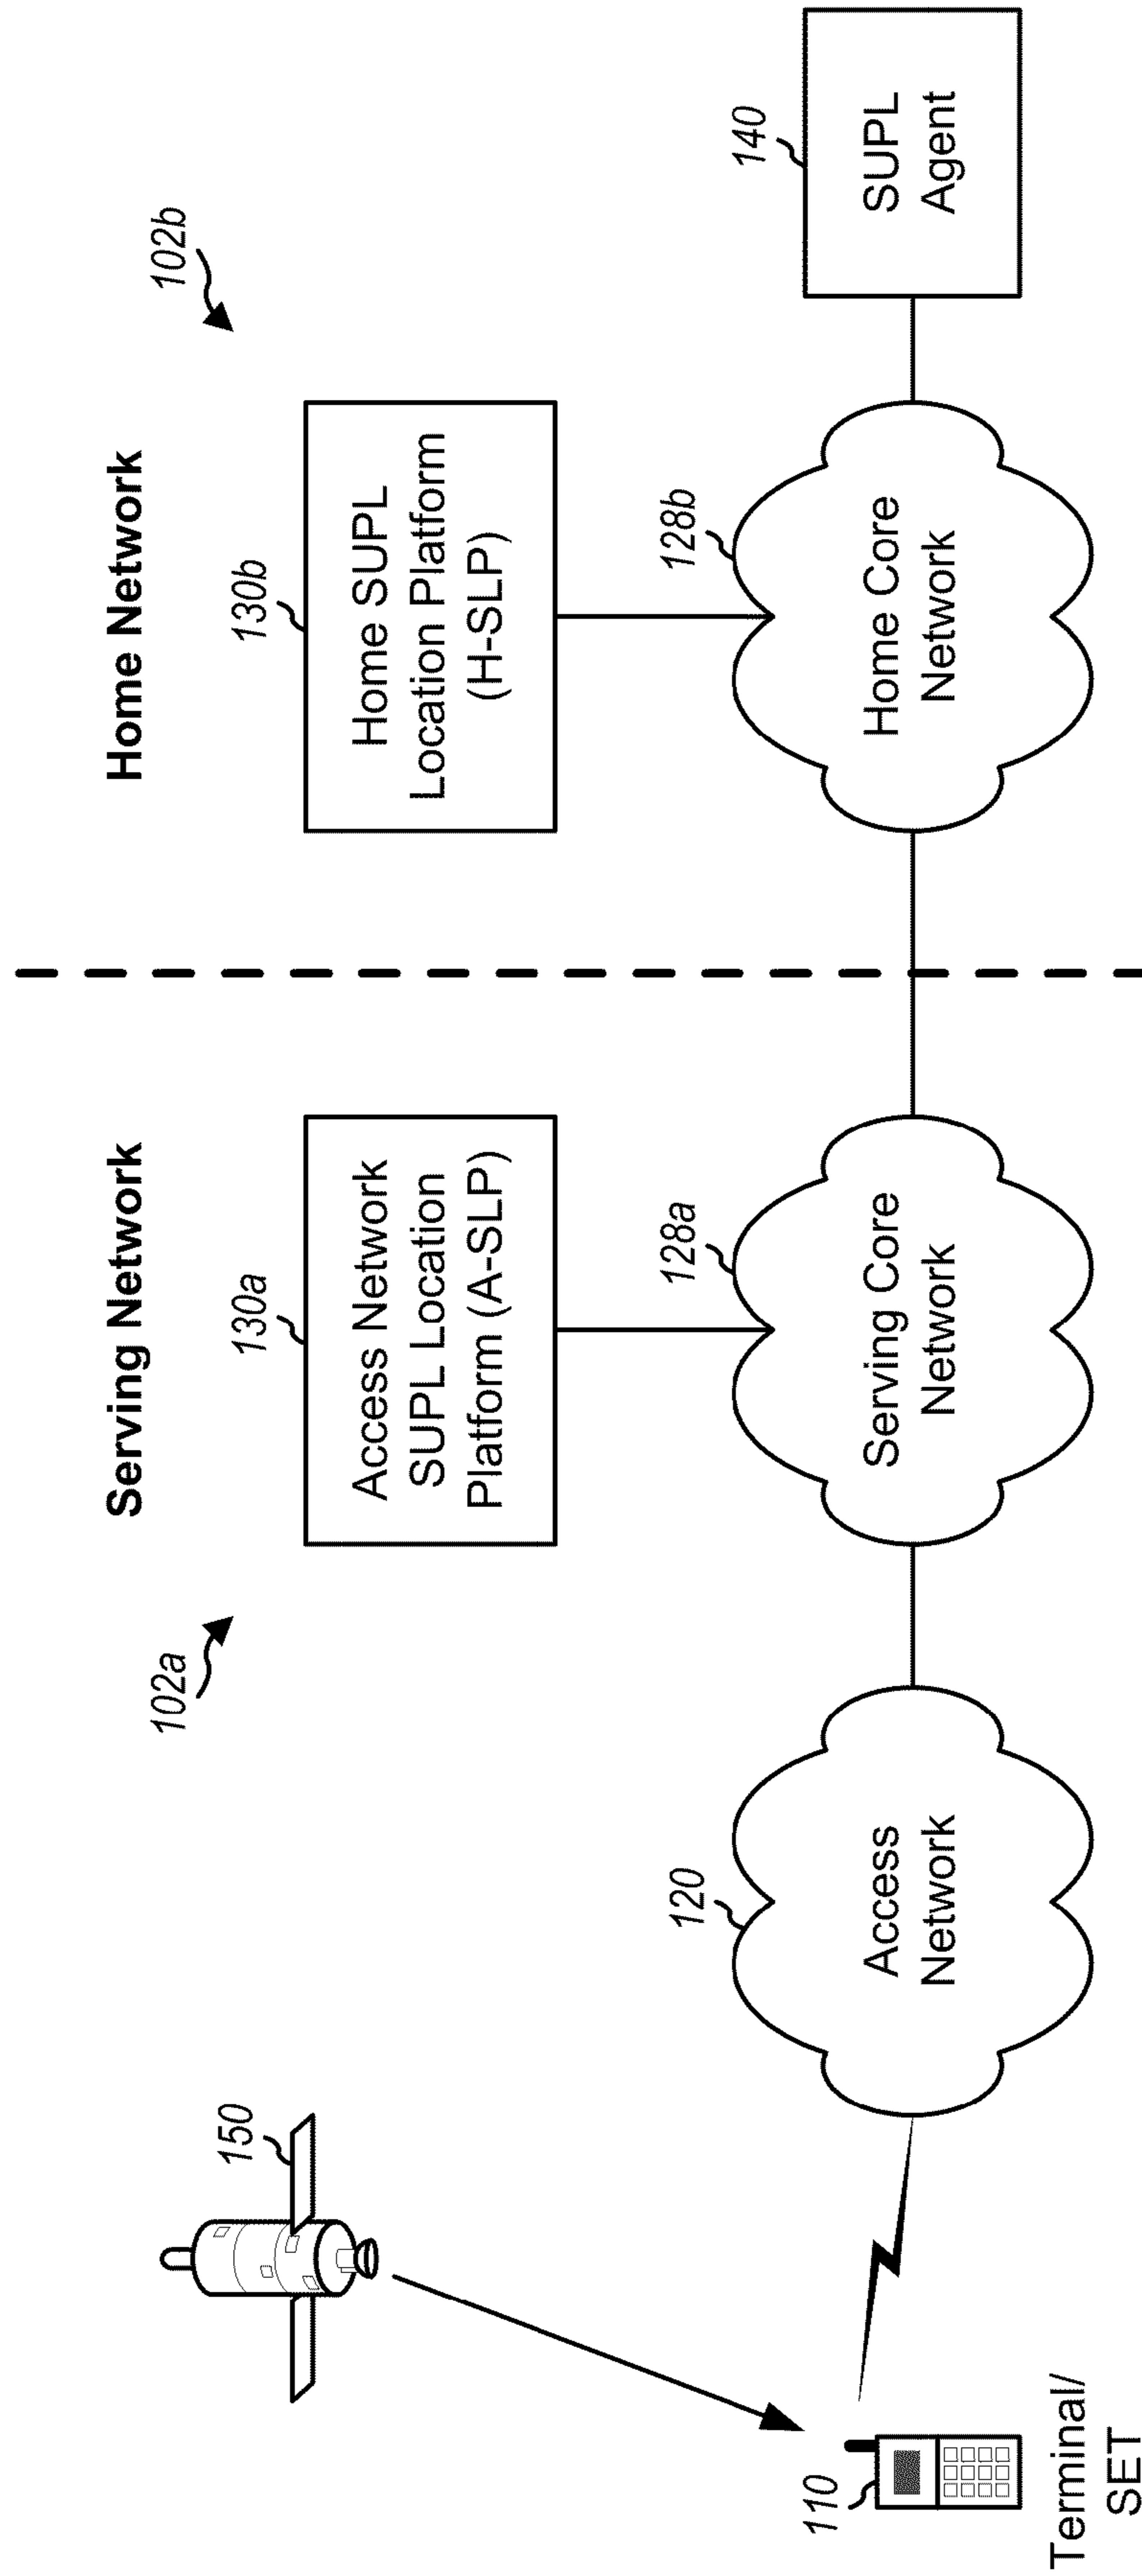 Serving Network
Home Network
102a
102b
150
130a
Access Network
SUPL Location
Platform (A-SLP)
130b
Home SUPL
Location Platform
(H-SLP)
110
Terminal/
SET
120
Access
Network
128a
Serving Core
Network
128b
Home Core
Network
140
SUPL
Agent